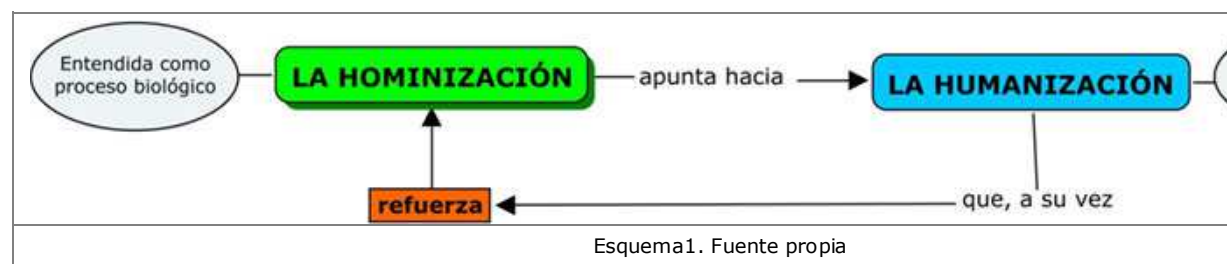 Entendida como
proceso biológico
LA HOMINIZACIÓN
apunta hacia
LA HUMANIZACIÓN
que, a su vez
refuerza
Esquema1. Fuente propia